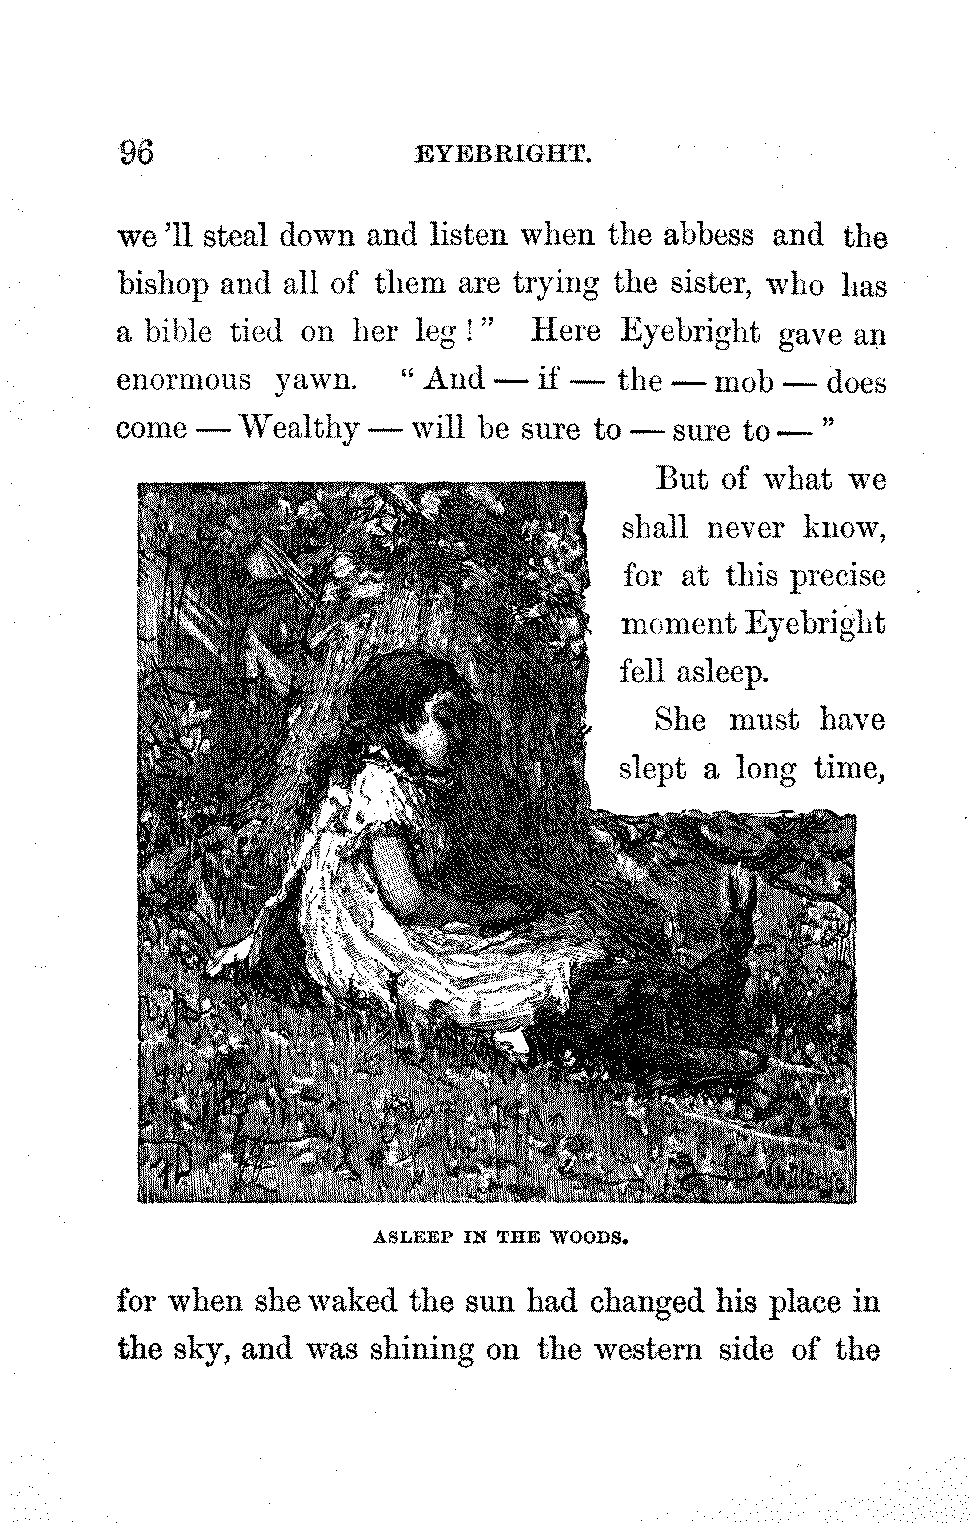 96 EYEBRIGHT.
we 'll steal down and listen when the abbess and the
bishop and all of them are trying the sister, who has
a bible tied on her leg!" Here Eyebright gave an
enormous yawn. "And — if — the — mob — does
come — Wealthy — will be sure to — sure to — "
But of what we
shall never know,
for at this precise
moment Eyebright
fell asleep.
She must have
slept a long time,
ASLEEP IN THE WOODS.
for when she waked the sun had changed his place in
the sky, and was shining on the western side of the